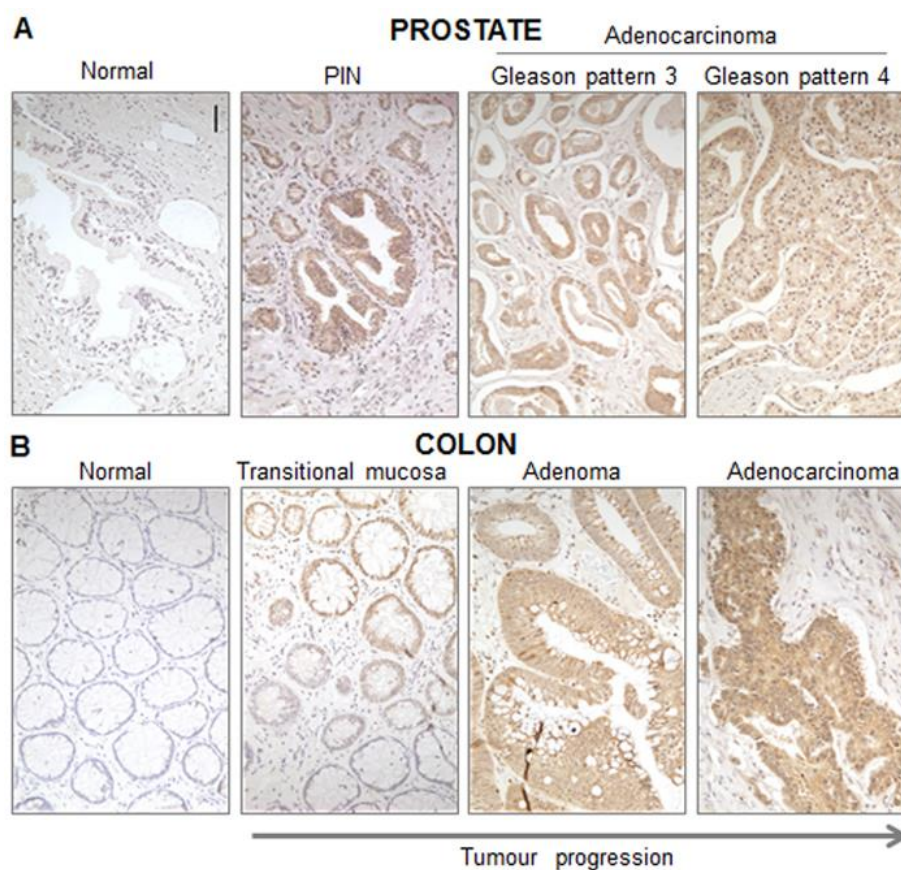 A
PROSTATE
Adenocarcinoma
Normal
PIN
Gleason pattern 3
Gleason pattern 4
B
COLON
Normal
Transitional mucosa
Adenoma
Adenocarcinoma
Tumour progression